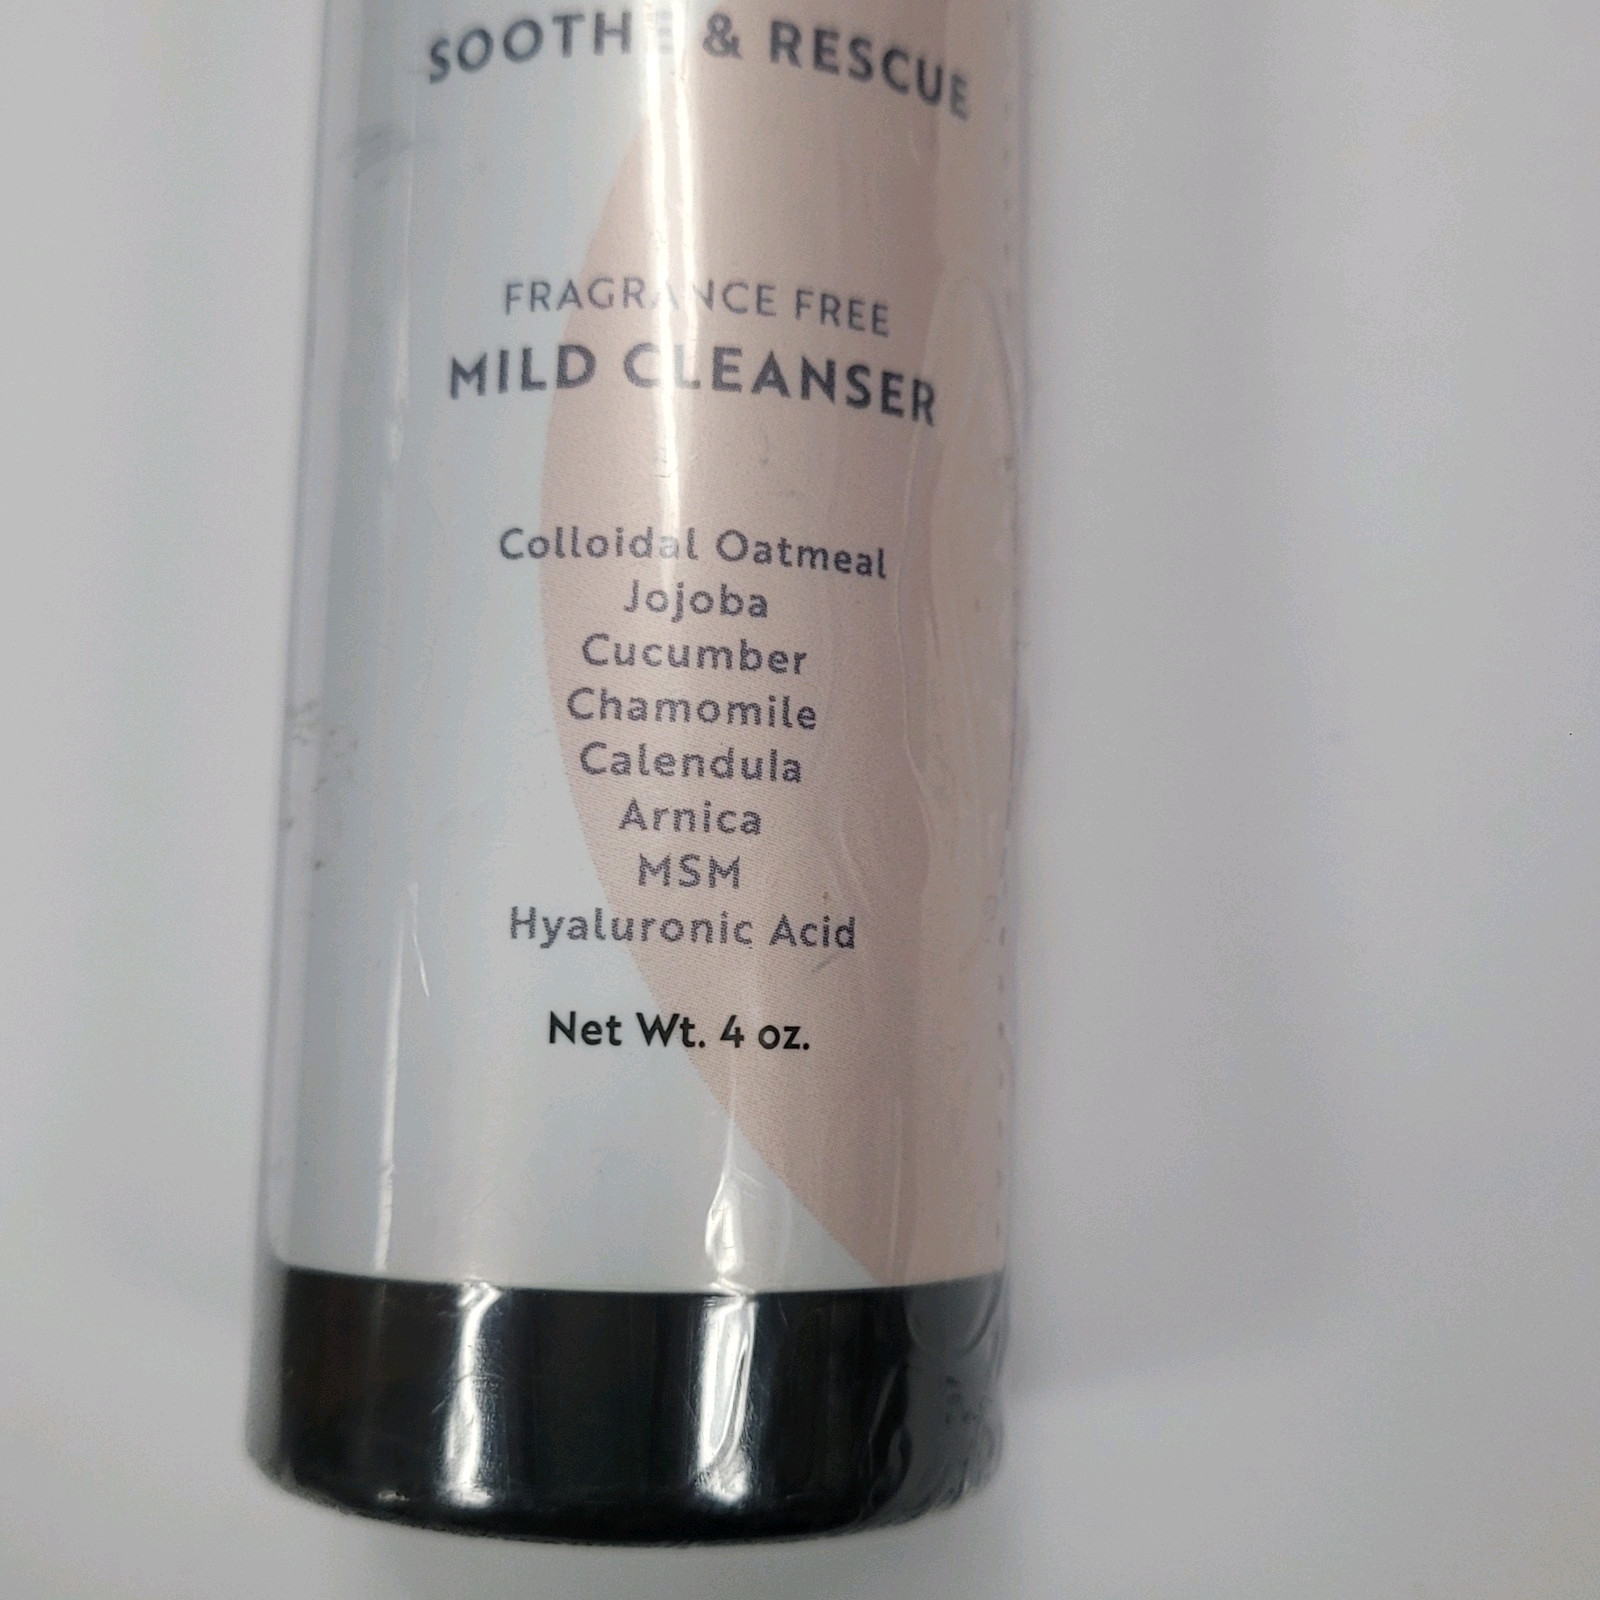 SOOTHE & RESCUE
FRAGRANCE FREE
MILD CLEANSER
Colloidal Oatmeal
Jojoba
Cucumber
Chamomile
Calendula
Arnica
MSM
Hyaluronic Acid
Net Wt. 4 oz.